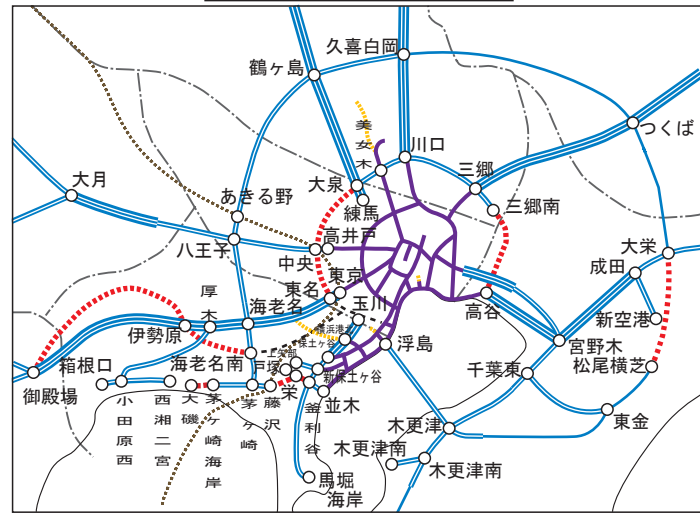 久喜白岡
鶴ヶ島
つくば
美女木
川口
大泉
三郷
大月
練馬
三郷南
あきる野
高井戸
八王子
中央
大栄
成田
東京
東名
厚木
海老名
玉川
高谷
新空港
伊勢原
横浜港北
保土ヶ谷
浮島
宮野木
松尾横芝
箱根口
海老名南
上矢部
戸塚
新保土ヶ谷
千葉東
御殿場
栄
小田原西
西湘二宮
大磯
茅ヶ崎海岸
茅ヶ崎
藤沢
釜利谷
並木
東金
木更津
木更津南
木更津南
馬堀
海岸